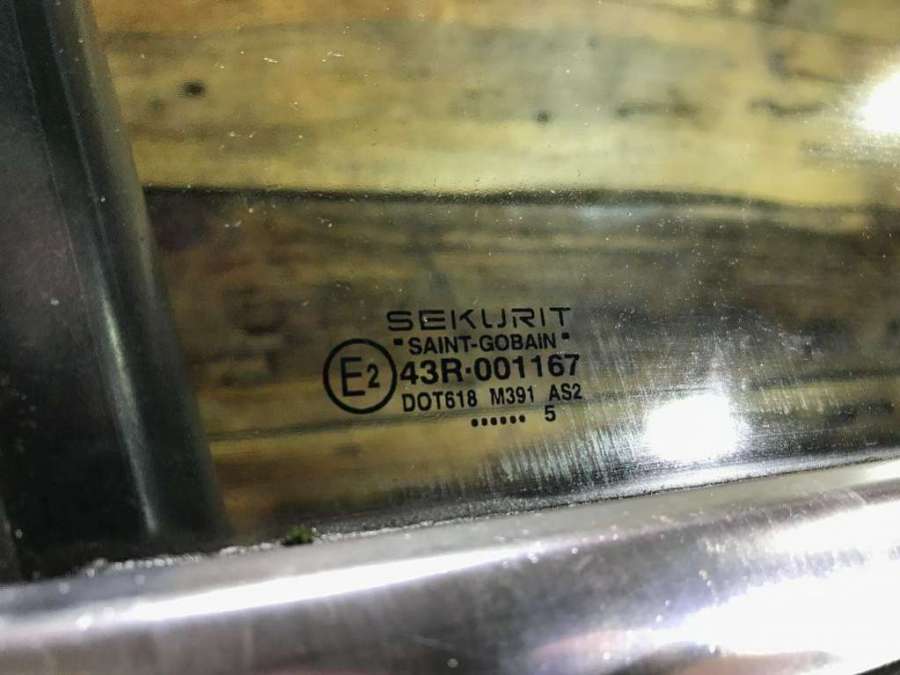 SEKURIT
"SAINT-GOBAIN"
E2
43R·001167
DOT618 M391 AS2
...... 5